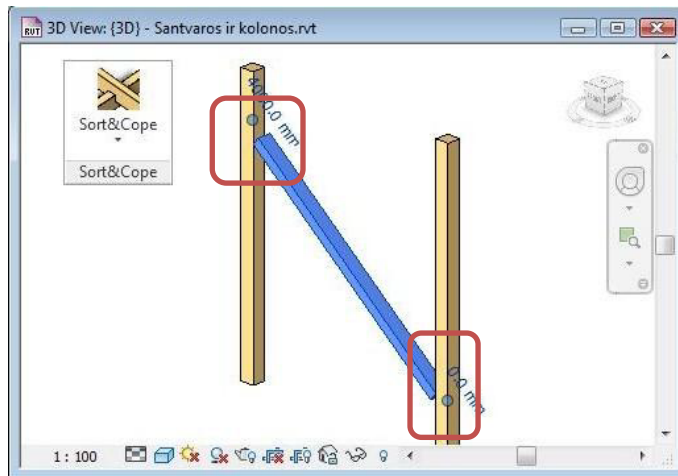 RVT 3D View: {3D} - Santvaros ir kolonos.rvt
Sort&Cope
Sort&Cope
4000.0 mm
0.0 mm
1 : 100